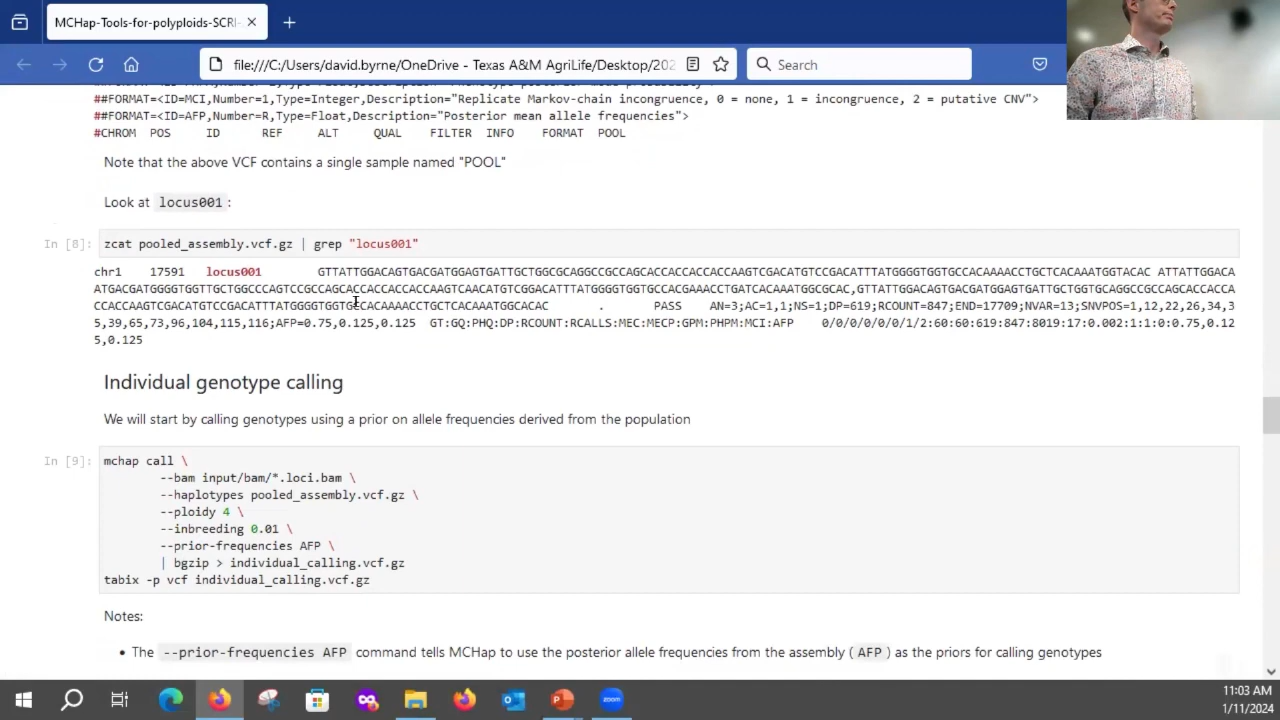 MCHap-Tools-for-polyploids-SCRI-
file:///C:/Users/david.byrne/OneDrive - Texas A&M AgriLife/Desktop/202
Search
##FORMAT=<ID=MCI,Number=1,Type=Integer,Description="Replicate Markov-chain incongruence, 0 = none, 1 = incongruence, 2 = putative CNV">
##FORMAT=<ID=AFP,Number=R,Type=Float,Description="Posterior mean allele frequencies">
#CHROM POS ID REF ALT QUAL FILTER INFO FORMAT POOL
Note that the above VCF contains a single sample named "POOL"
Look at locus001 :
In [8]: zcat pooled_assembly.vcf.gz | grep "locus001"
chr1 17591 locus001 GTTATTGGACAGTGACGATGGAGTGATTGCTGGCGCAGGCCGCCAGCACCACCACCACCAAGTCGACATGTCCGACATTTATGGGGTGGTGCCACAAAACCTGCTCACAAATGGTACAC ATTATTGGACA
ATGACGATGGAGTGGTTGCTGGCCCAGTCCGCCAGCACCACCACCACCAAGTCAACATGTCGGACATTTATGGGGTGGTGCCACGAAACCTGATCACAAATGGCGCAC,GTTATTGGACAGTGACGATGGAGTGATTGCTGGTGCAGGCCGCCAGCACCACCA
CCACCAAGTCGACATGTCCGACATTTATGGGGTGGTGCCACAAAACCTGCTCACAAATGGCACAC . PASS AN=3;AC=1,1;NS=1;DP=619;RCOUNT=847;END=17709;NVAR=13;SNVPOS=1,12,22,26,34,3
5,39,65,73,96,104,115,116;AFP=0.75,0.125,0.125 GT:GQ:PHQ:DP:RCOUNT:RCALLS:MEC:MECP:GPM:PHPM:MCI:AFP 0/0/0/0/0/0/1/2:60:60:619:847:8019:17:0.002:1:1:0:0.75,0.12
5,0.125
Individual genotype calling
We will start by calling genotypes using a prior on allele frequencies derived from the population
In [9]: mchap call \
--bam input/bam/*.loci.bam \
--haplotypes pooled_assembly.vcf.gz \
--ploidy 4 \
--inbreeding 0.01 \
--prior-frequencies AFP \
| bgzip > individual_calling.vcf.gz
tabix -p vcf individual_calling.vcf.gz
Notes:
• The --prior-frequencies AFP command tells MCHap to use the posterior allele frequencies from the assembly ( AFP ) as the priors for calling genotypes
zoom
11:03 AM
1/11/2024